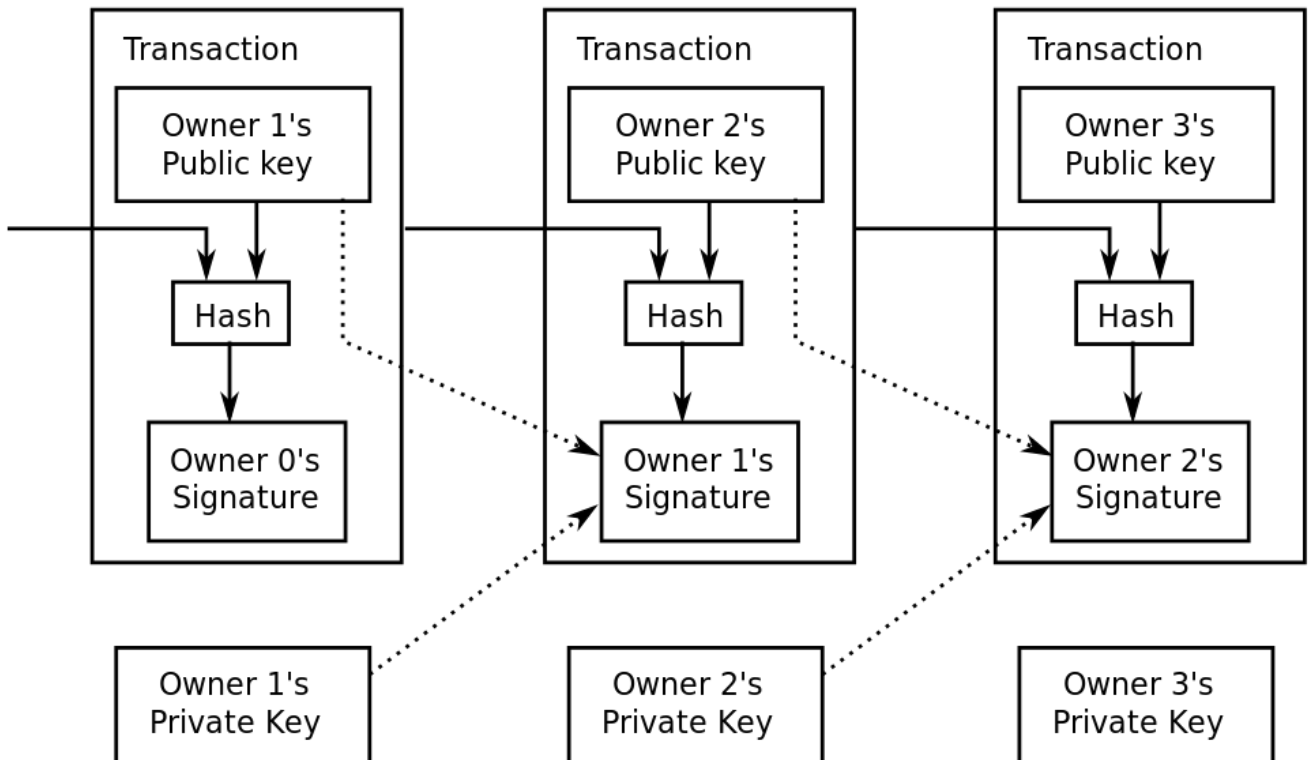 Transaction
Owner 1's
Public key
Hash
Owner 0's
Signature
Owner 1's
Private Key
Transaction
Owner 2's
Public key
Hash
Owner 1's
Signature
Owner 2's
Private Key
Transaction
Owner 3's
Public key
Hash
Owner 2's
Signature
Owner 3's
Private Key